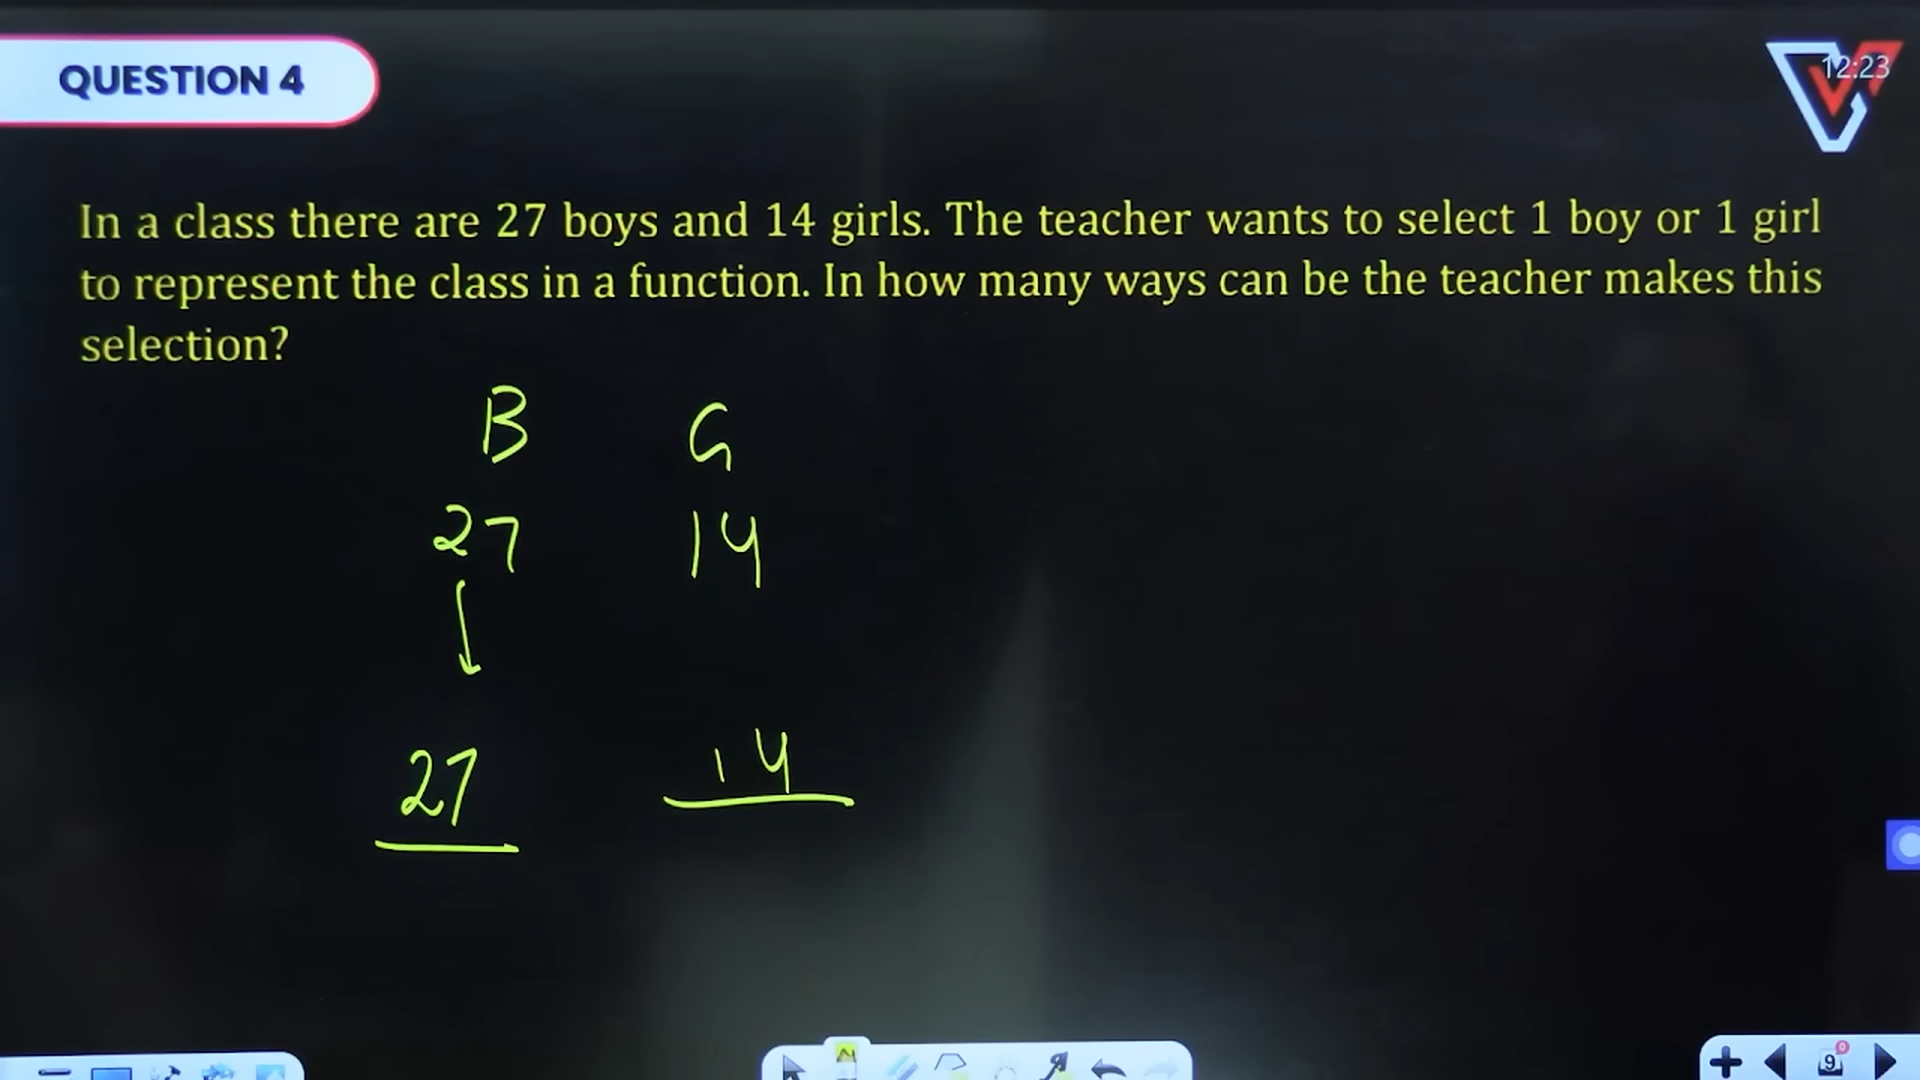 QUESTION 4
12:23
In a class there are 27 boys and 14 girls. The teacher wants to select 1 boy or 1 girl
to represent the class in a function. In how many ways can be the teacher makes this
selection?
B G
27 14
27 14
9
0